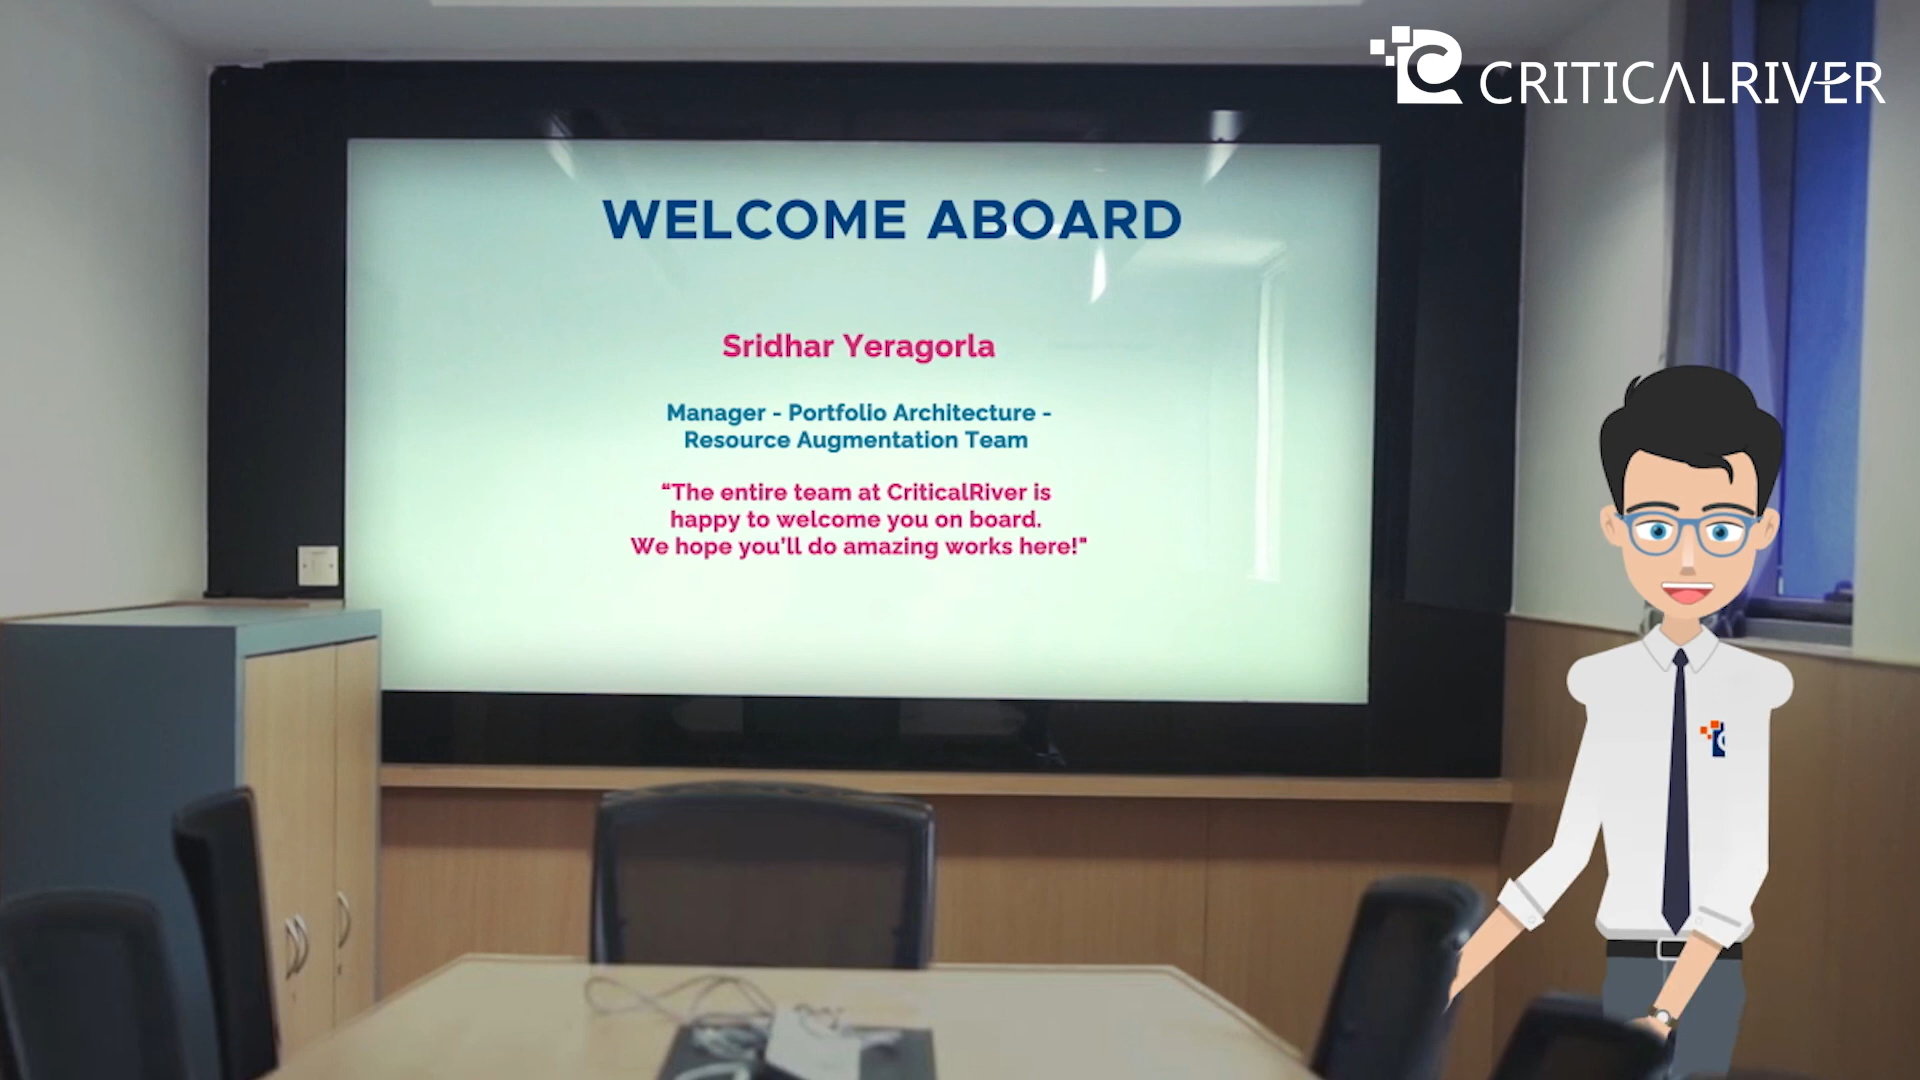 CRITICALRIVER
WELCOME ABOARD
Sridhar Yeragorla
Manager - Portfolio Architecture -
Resource Augmentation Team
“The entire team at CriticalRiver is
happy to welcome you on board.
We hope you'll do amazing works here!"